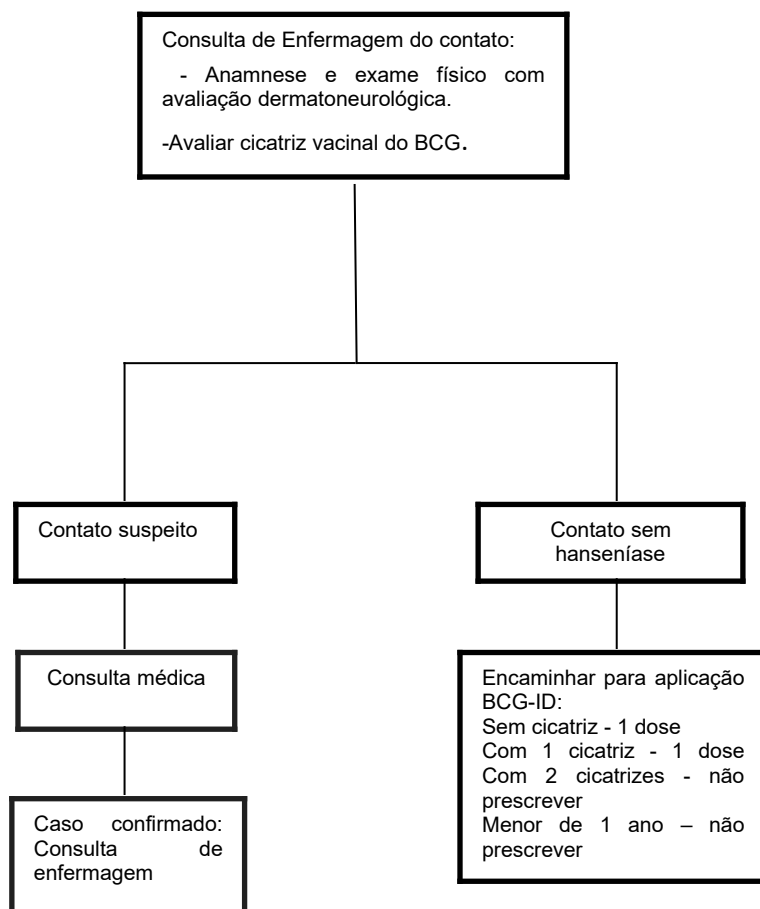 Consulta de Enfermagem do contato:
- Anamnese e exame físico com
avaliação dermatoneurológica.
-Avaliar cicatriz vacinal do BCG.
Contato suspeito
Contato sem
hanseníase
Consulta médica
Encaminhar para aplicação
BCG-ID:
Sem cicatriz - 1 dose
Com 1 cicatriz - 1 dose
Com 2 cicatrizes - não
prescrever
Menor de 1 ano – não
prescrever
Caso confirmado:
Consulta de
enfermagem